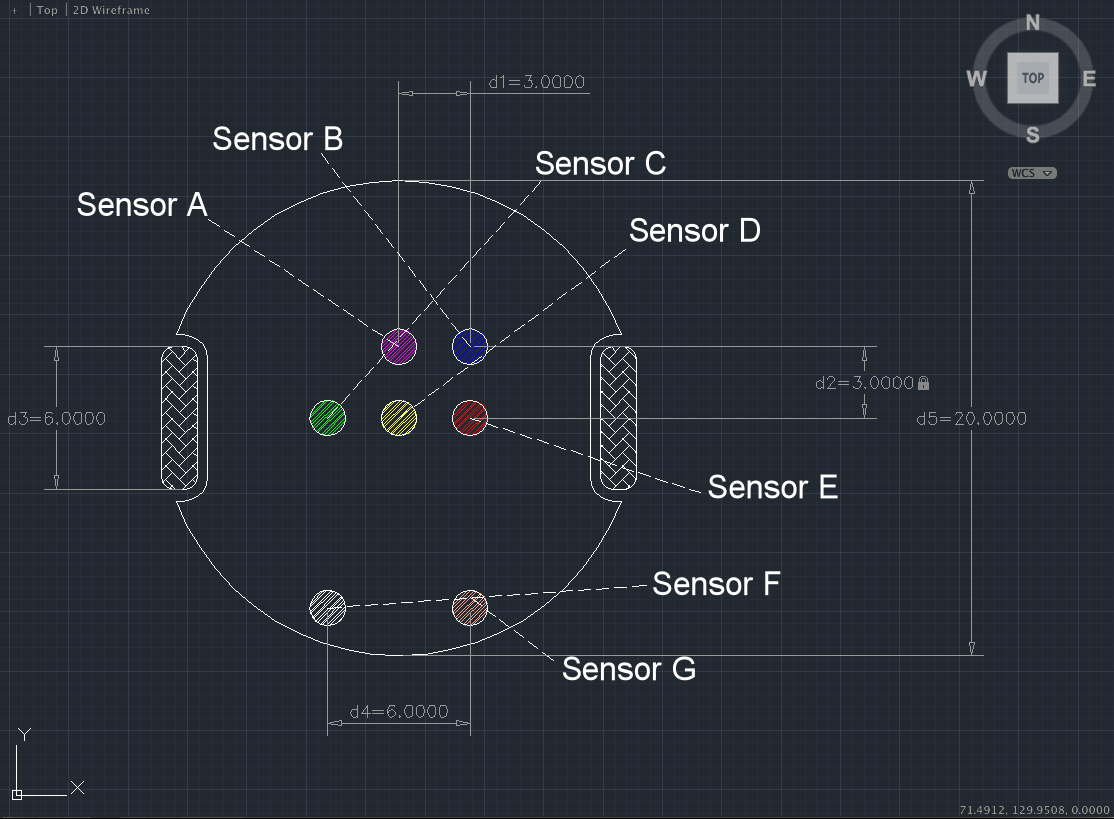 + | Top | 2D Wireframe
N
W
TOP
E
S
WCS
d1=3.0000
Sensor B
Sensor C
Sensor A
Sensor D
d2=3.0000
d3=6.0000
d5=20.0000
Sensor E
Sensor F
Sensor G
d4=6.0000
Y
X
71.4912, 129.9508, 0.0000